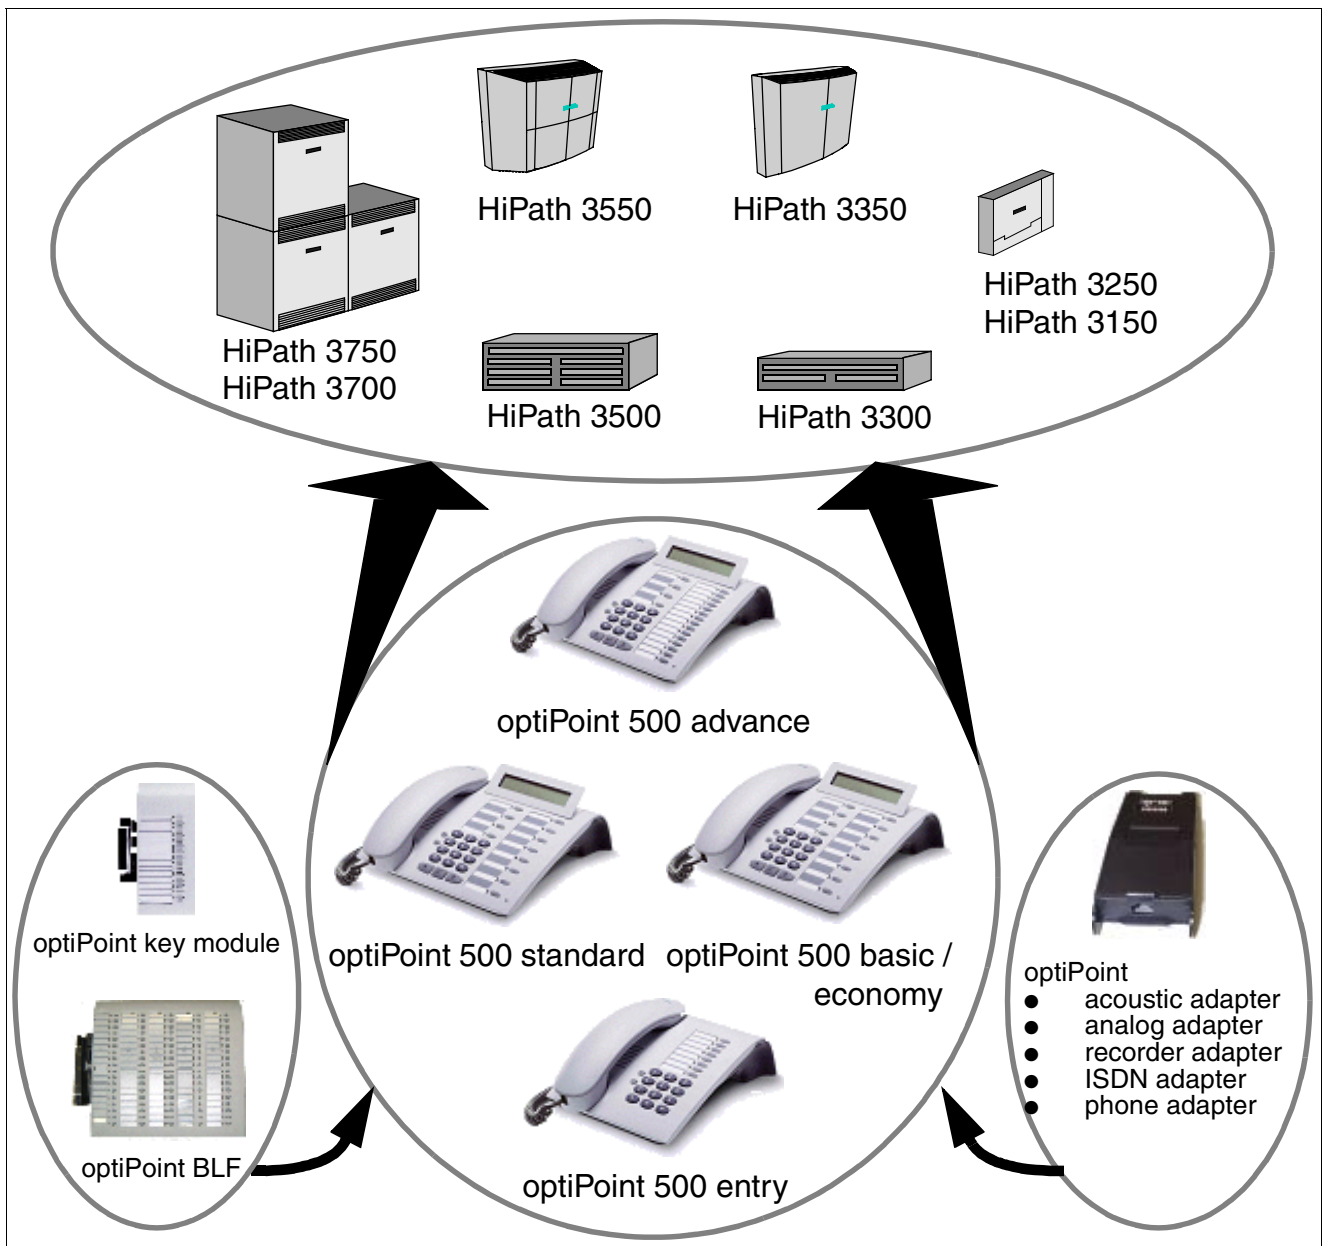 HiPath 3550
HiPath 3350
HiPath 3250
HiPath 3150
HiPath 3750
HiPath 3700
HiPath 3500
HiPath 3300
optiPoint 500 advance
optiPoint key module
optiPoint 500 standard
optiPoint 500 basic /
economy
optiPoint
● acoustic adapter
● analog adapter
● recorder adapter
● ISDN adapter
● phone adapter
optiPoint BLF
optiPoint 500 entry